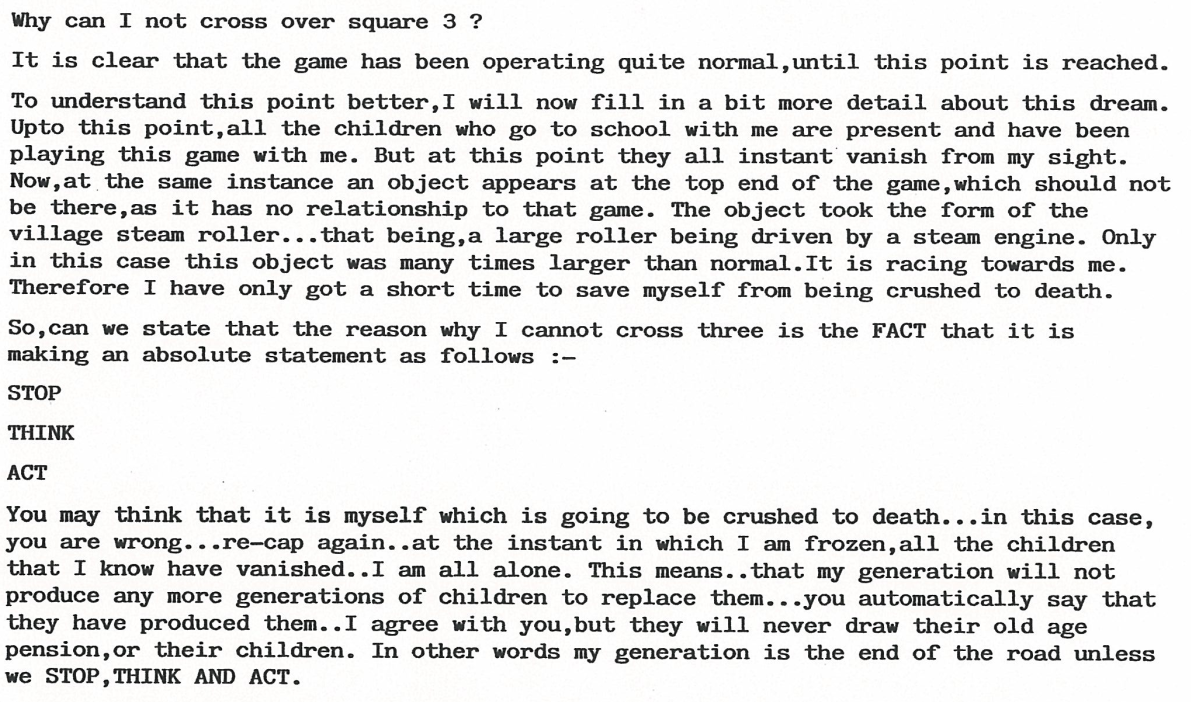 Why can I not cross over square 3 ?
It is clear that the game has been operating quite normal,until this point is reached.
To understand this point better,I will now fill in a bit more detail about this dream.
Upto this point,all the children who go to school with me are present and have been
playing this game with me. But at this point they all instant vanish from my sight.
Now,at the same instance an object appears at the top end of the game,which should not
be there,as it has no relationship to that game. The object took the form of the
village steam roller...that being,a large roller being driven by a steam engine. Only
in this case this object was many times larger than normal.It is racing towards me.
Therefore I have only got a short time to save myself from being crushed to death.
So,can we state that the reason why I cannot cross three is the FACT that it is
making an absolute statement as follows :-
STOP
THINK
ACT
You may think that it is myself which is going to be crushed to death...in this case,
you are wrong...re-cap again..at the instant in which I am frozen,all the children
that I know have vanished..I am all alone. This means..that my generation will not
produce any more generations of children to replace them...you automatically say that
they have produced them..I agree with you,but they will never draw their old age
pension,or their children. In other words my generation is the end of the road unless
we STOP,THINK AND ACT.